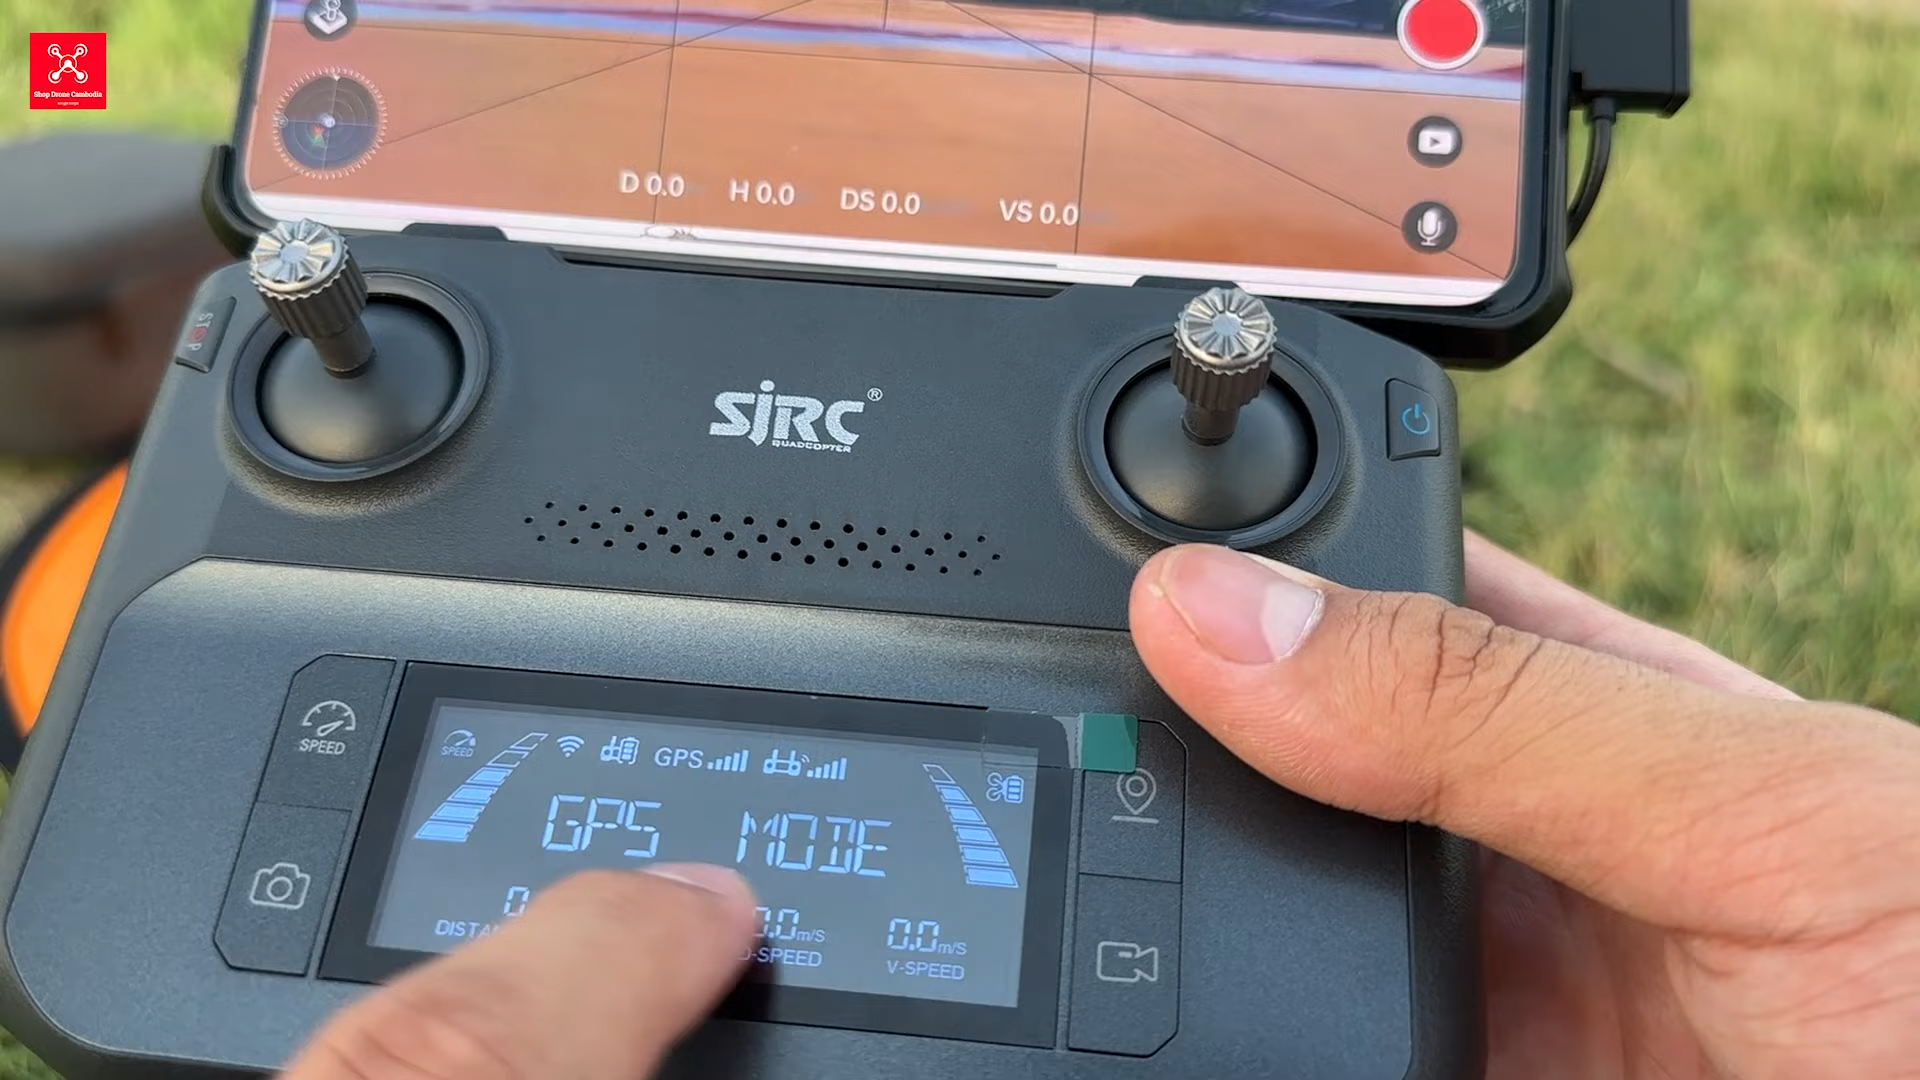 Shop Drone Cambodia
D 0.0 H 0.0 DS 0.0 VS 0.0
STOP
SJRC®
QUADCOPTER
SPEED
SPEED
GPS
GPS MODE
0.0m/S
0.0m/S
V-SPEED